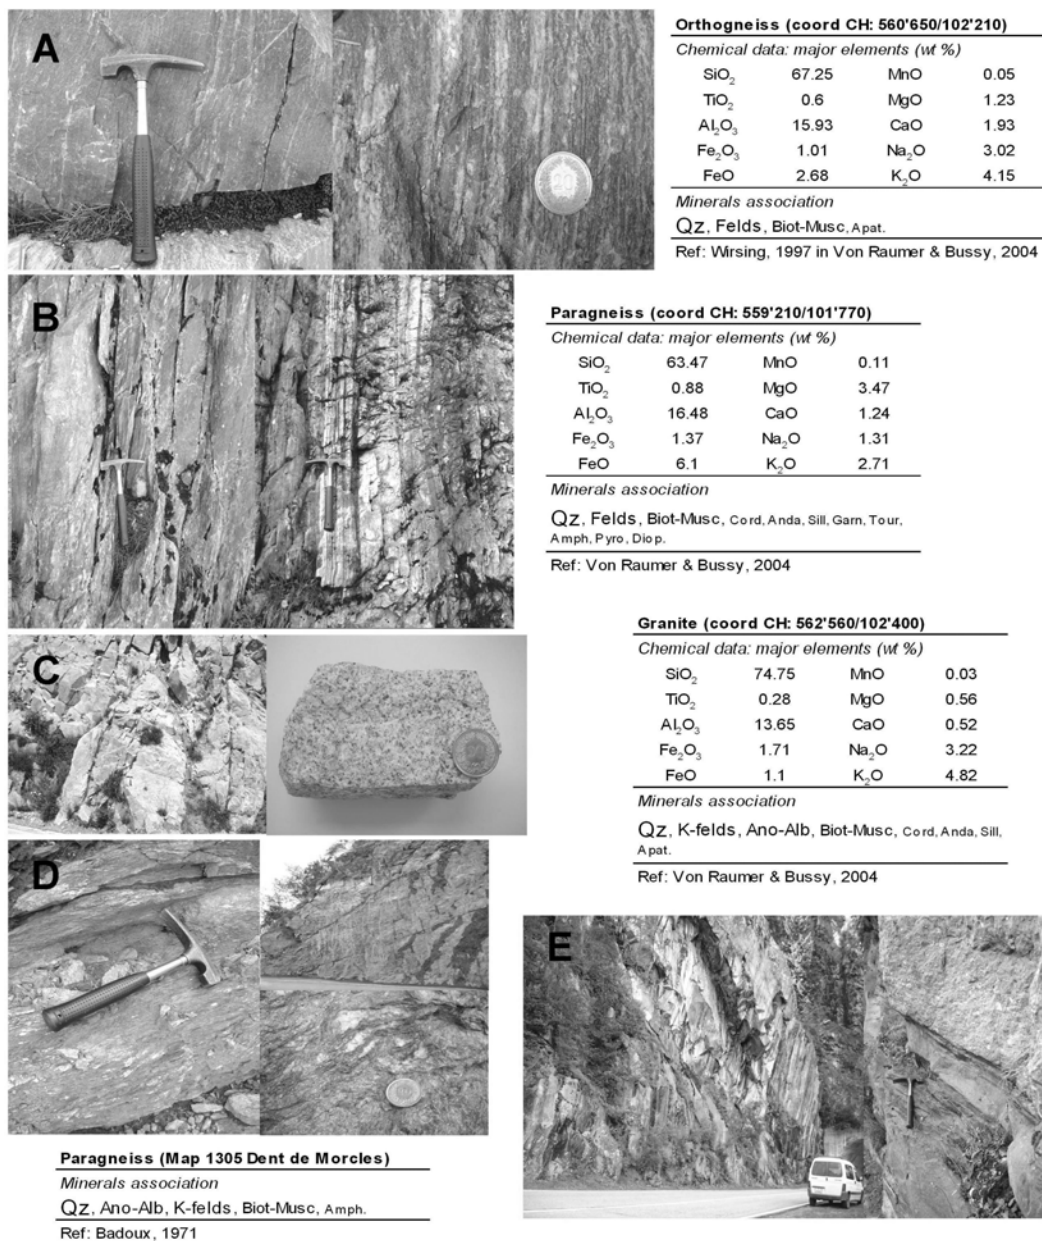 A
Orthogneiss (coord CH: 560'650/102'210)
Chemical data: major elements (wt %)
SiO2 67.25 MnO 0.05
TiO2 0.6 MgO 1.23
Al2O3 15.93 CaO 1.93
Fe2O3 1.01 Na2O 3.02
FeO 2.68 K2O 4.15
Minerals association
Qz, Felds, Biot-Musc, Apat.
Ref: Wirsing, 1997 in Von Raumer & Bussy, 2004
20
B
Paragneiss (coord CH: 559'210/101'770)
Chemical data: major elements (wt %)
SiO2 63.47 MnO 0.11
TiO2 0.88 MgO 3.47
Al2O3 16.48 CaO 1.24
Fe2O3 1.37 Na2O 1.31
FeO 6.1 K2O 2.71
Minerals association
Qz, Felds, Biot-Musc, Cord, Anda, Sill, Garn, Tour,
Amph, Pyro, Diop.
Ref: Von Raumer & Bussy, 2004
C
Granite (coord CH: 562'560/102'400)
Chemical data: major elements (wt %)
SiO2 74.75 MnO 0.03
TiO2 0.28 MgO 0.56
Al2O3 13.65 CaO 0.52
Fe2O3 1.71 Na2O 3.22
FeO 1.1 K2O 4.82
Minerals association
Qz, K-felds, Ano-Alb, Biot-Musc, Cord, Anda, Sill,
Apat.
Ref: Von Raumer & Bussy, 2004
D
E
Paragneiss (Map 1305 Dent de Morcles)
Minerals association
Qz, Ano-Alb, K-felds, Biot-Musc, Amph.
Ref: Badoux, 1971